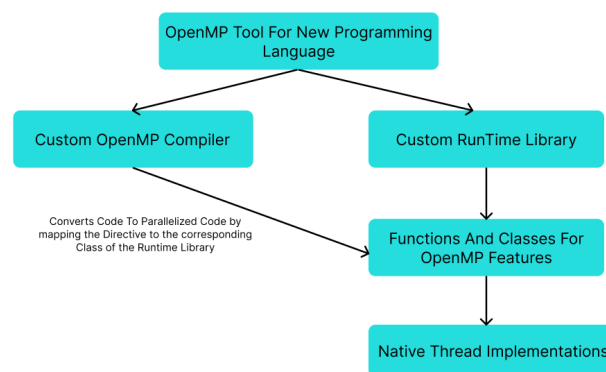 OpenMP Tool For New Programming
Language
Custom OpenMP Compiler
Custom RunTime Library
Converts Code To Parallelized Code by
mapping the Directive to the corresponding
Class of the Runtime Library
Functions And Classes For
OpenMP Features
Native Thread Implementations